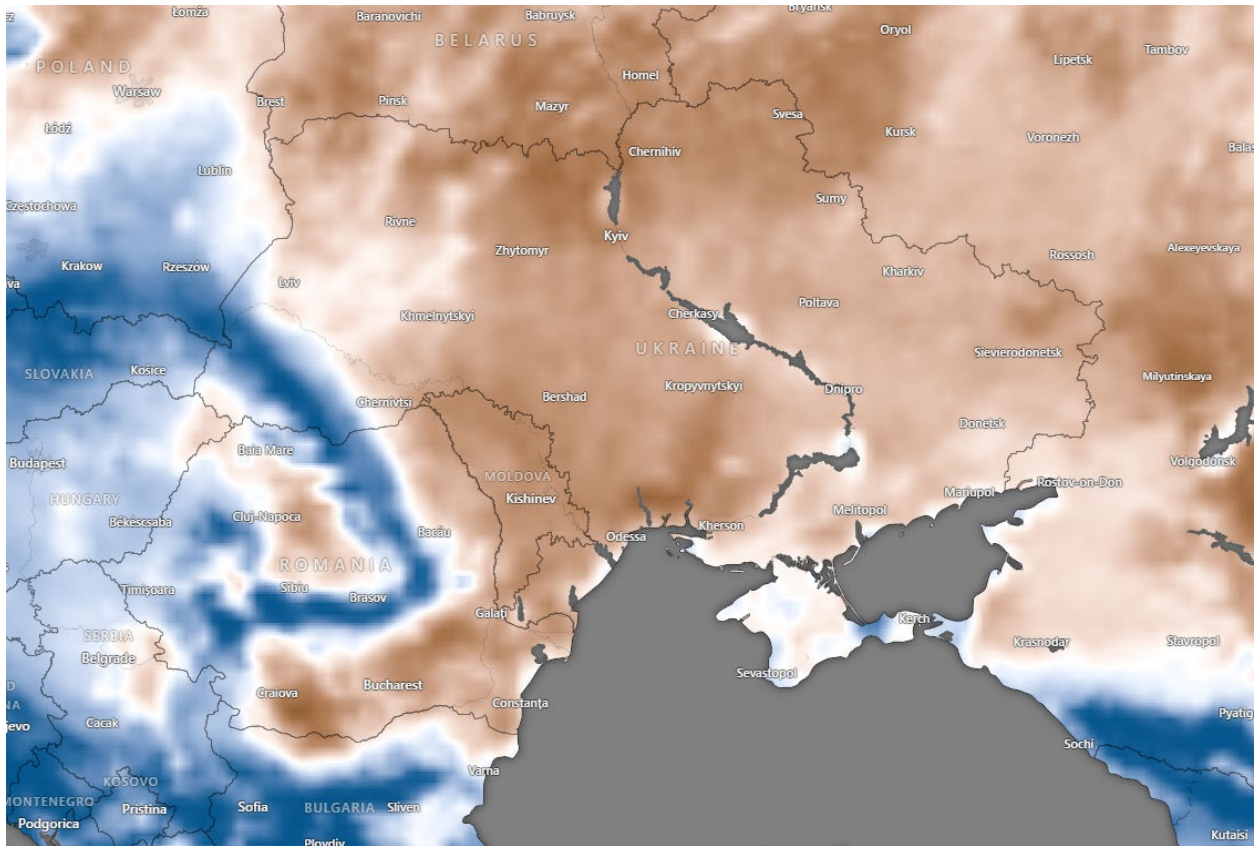 Łomża
Baranovichi
Babruysk
Bryansk
BELARUS
Oryol
Tambov
Lipetsk
POLAND
Homel
Warsaw
Brest
Pinsk
Mazyr
Svesa
Łódź
Kursk
Voronezh
Chernihiv
Balas
Lublin
Częstochowa
Sumy
Rivne
Kyiv
Zhytomyr
Alexeyevskaya
Rossosh
Krakow
Rzeszów
Kharkiv
Lviv
Poltava
Cherkasy
Khmelnytskyi
UKRAINE
Sievierodonetsk
SLOVAKIA
Košice
Milyutinskaya
Kropyvnytskyi
Dnipro
Bershad
Chernivtsi
Donetsk
Baia Mare
Budapest
Volgodonsk
MOLDOVA
Rostov-on-Don
Mariupol
HUNGARY
Kishinev
Melitopol
Cluj-Napoca
Békéscsaba
Kherson
Bacău
Odessa
ROMANIA
Timișoara
Sibiu
Brasov
Galați
Kerch
SERBIA
Krasnodar
Stavropol
Belgrade
Sevastopol
Craiova
Bucharest
Constanța
Pyatig
Cacak
jevo
Sochi
Varna
KOSOVO
MONTENEGRO
Pristina
Sofia
BULGARIA
Sliven
Podgorica
Kutaisi
Plovdiv